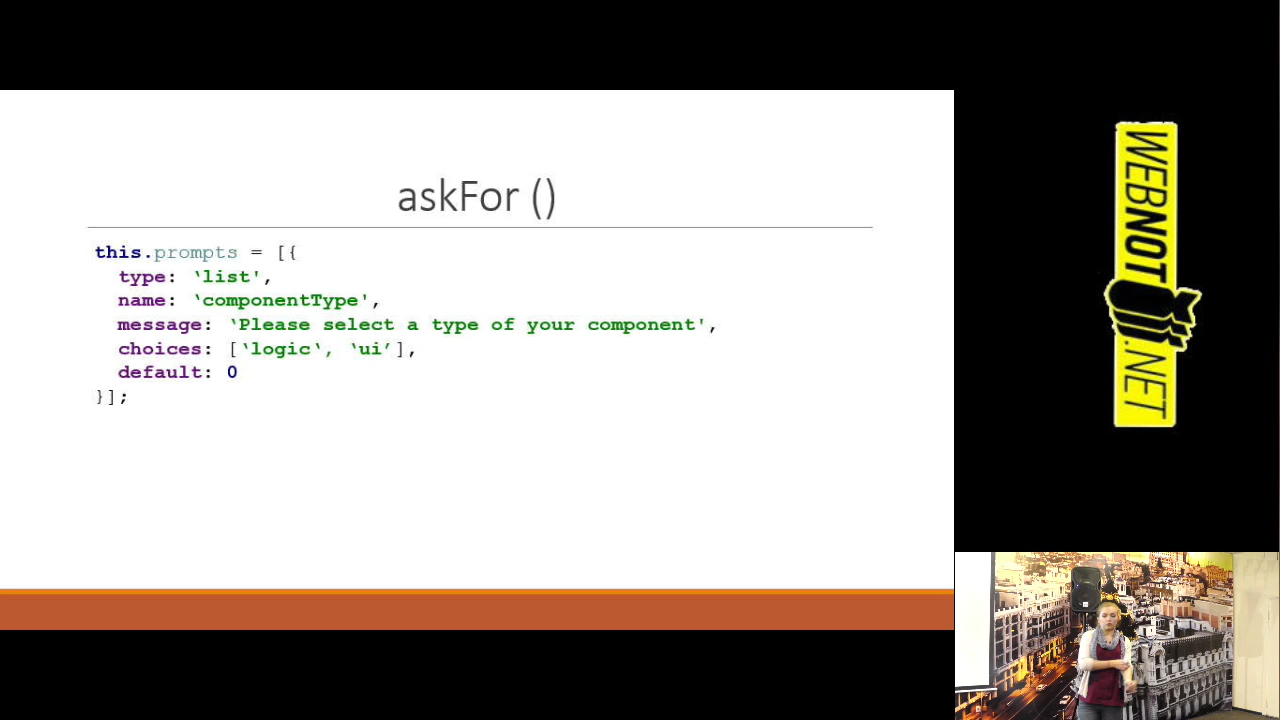 askFor ()
this.prompts = [{
type: ‘list',
name: ‘componentType',
message: ‘Please select a type of your component',
choices: [‘logic‘, ‘ui’],
default: 0
}];
WEBNOT
.NET